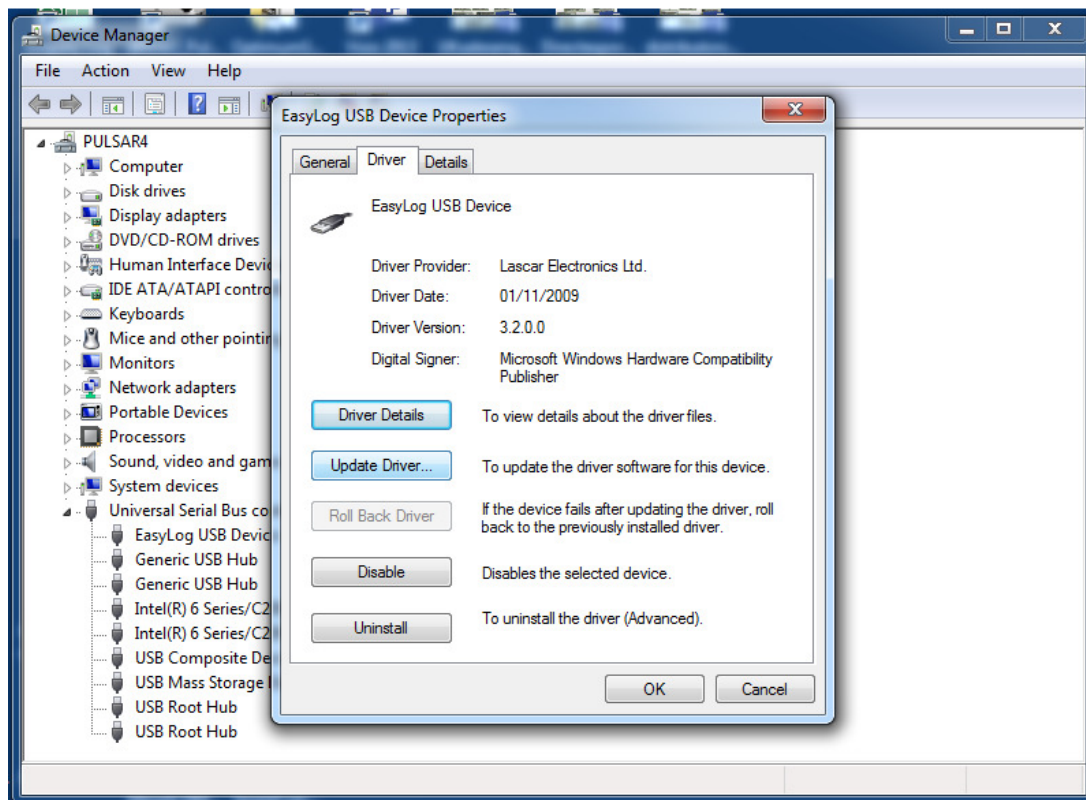 Device Manager
File Action View Help
PULSAR4
Computer
Disk drives
Display adapters
DVD/CD-ROM drives
Human Interface Devic
IDE ATA/ATAPI contro
Keyboards
Mice and other pointin
Monitors
Network adapters
Portable Devices
Processors
Sound, video and gam
System devices
Universal Serial Bus co
EasyLog USB Devic
Generic USB Hub
Generic USB Hub
Intel(R) 6 Series/C2
Intel(R) 6 Series/C2
USB Composite De
USB Mass Storage
USB Root Hub
USB Root Hub
EasyLog USB Device Properties
General Driver Details
EasyLog USB Device
Driver Provider: Lascar Electronics Ltd.
Driver Date: 01/11/2009
Driver Version: 3.2.0.0
Digital Signer: Microsoft Windows Hardware Compatibility
Publisher
Driver Details To view details about the driver files.
Update Driver... To update the driver software for this device.
Roll Back Driver If the device fails after updating the driver, roll
back to the previously installed driver.
Disable Disables the selected device.
Uninstall To uninstall the driver (Advanced).
OK Cancel